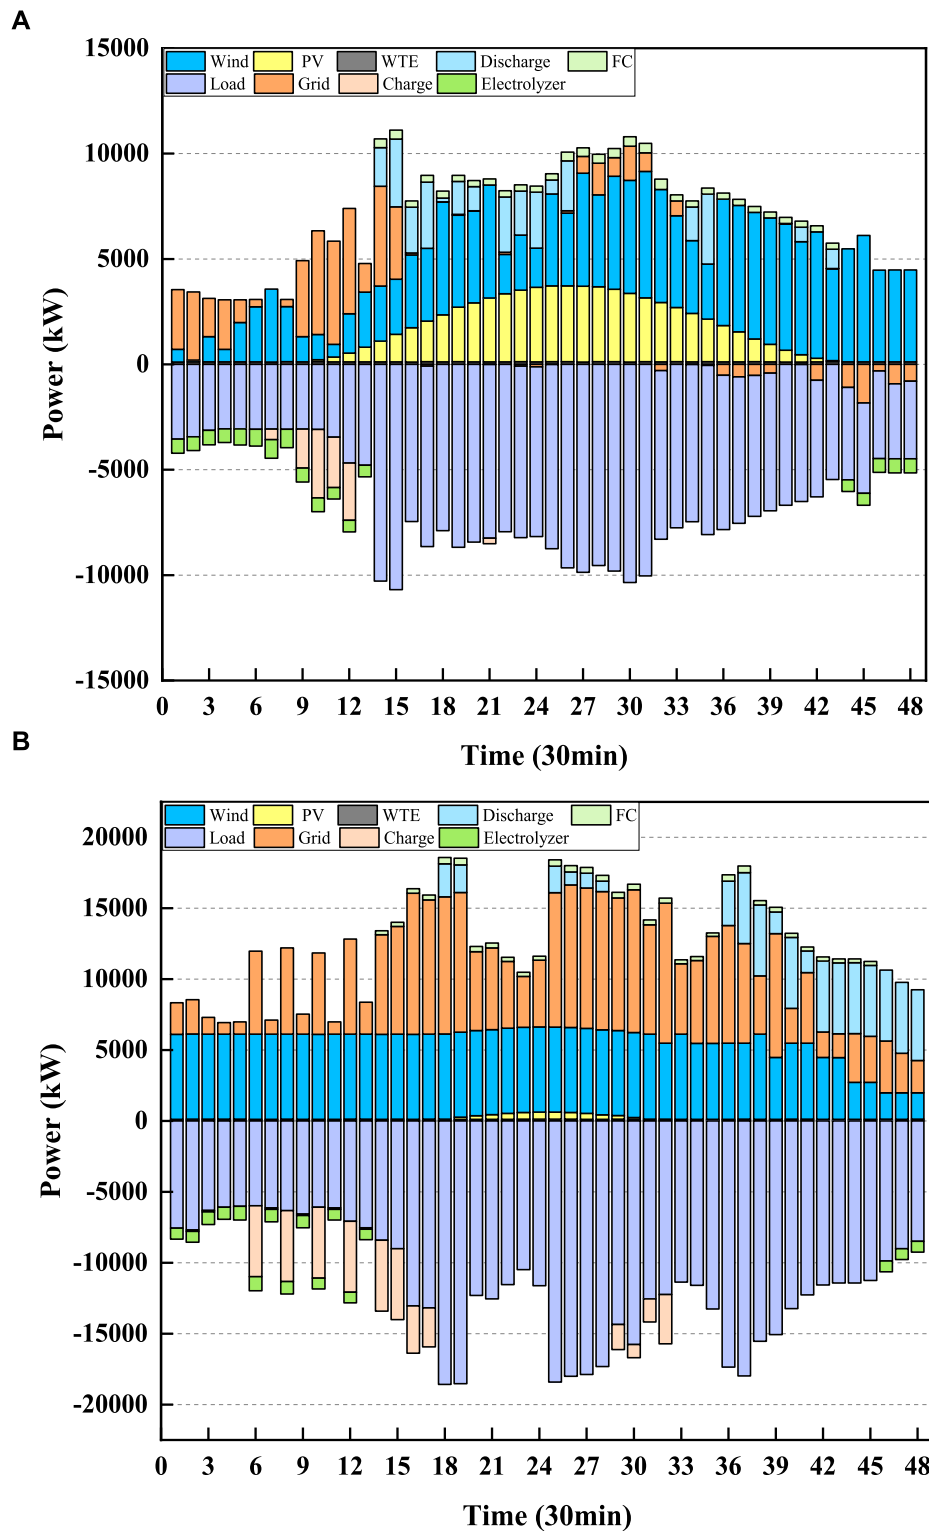 A
15000
Wind PV WTE Discharge FC
Load Grid Charge Electrolyzer
10000
5000
0
-5000
-10000
-15000
Power (kW)
0 3 6 9 12 15 18 21 24 27 30 33 36 39 42 45 48
Time (30min)
B
Wind PV WTE Discharge FC
Load Grid Charge Electrolyzer
20000
15000
10000
5000
0
-5000
-10000
-15000
-20000
Power (kW)
0 3 6 9 12 15 18 21 24 27 30 33 36 39 42 45 48
Time (30min)